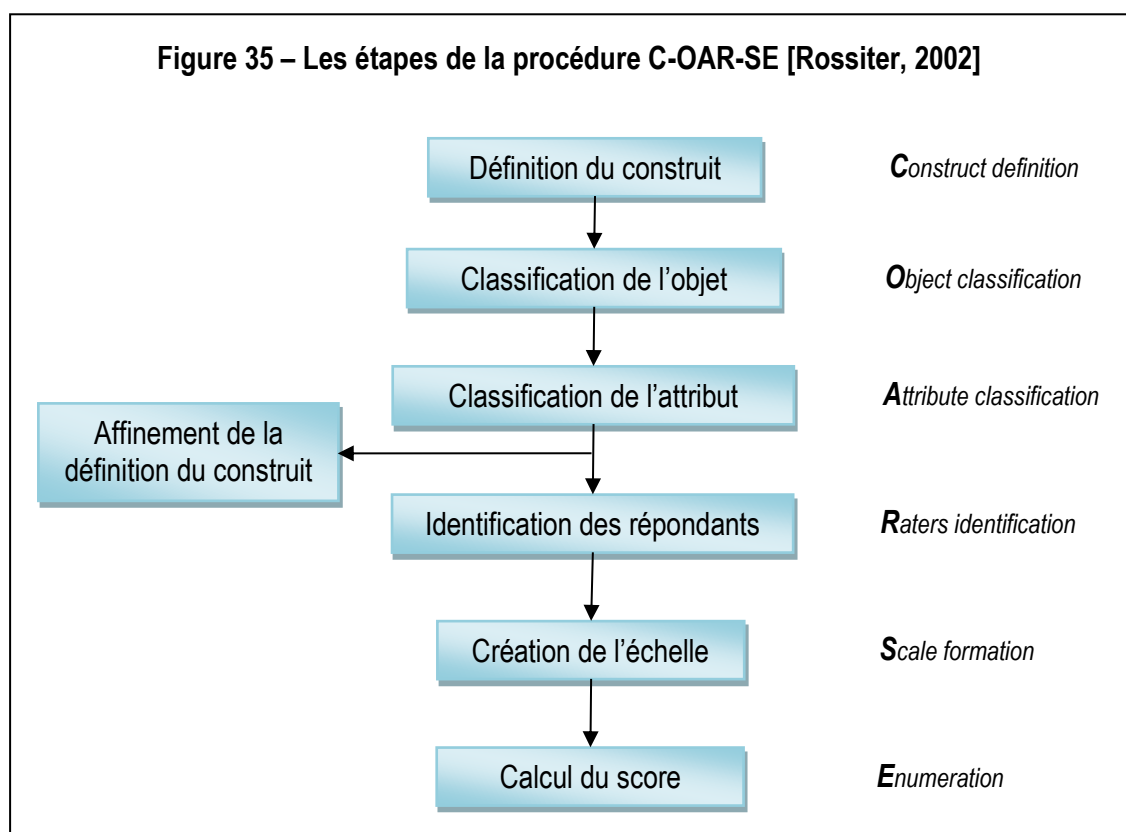 Figure 35 – Les étapes de la procédure C-OAR-SE [Rossiter, 2002]
Définition du construit
Construct definition
Classification de l’objet
Object classification
Classification de l’attribut
Attribute classification
Affinement de la
définition du construit
Identification des répondants
Raters identification
Création de l’échelle
Scale formation
Calcul du score
Enumeration